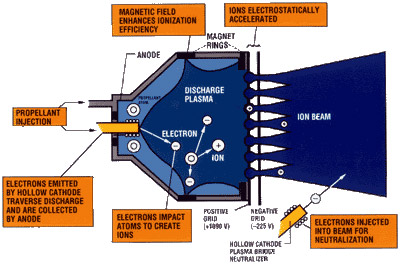 MAGNETIC FIELD
ENHANCES IONIZATION
EFFICIENCY
IONS ELECTROSTATICALLY
ACCELERATED
MAGNET
RINGS
ANODE
PROPELLANT
INJECTION
PROPELLANT
DISCHARGE
PLASMA
ELECTRON
ION
ION BEAM
ELECTRONS EMITTED
BY HOLLOW CATHODE
TRAVERSE DISCHARGE
AND ARE COLLECTED
BY ANODE
ELECTRONS IMPACT
ATOMS TO CREATE
IONS
POSITIVE
GRID
(+1090 V)
NEGATIVE
GRID
(-225 V)
HOLLOW CATHODE
PLASMA BRIDGE
NEUTRALIZER
ELECTRONS INJECTED
INTO BEAM FOR
NEUTRALIZATION